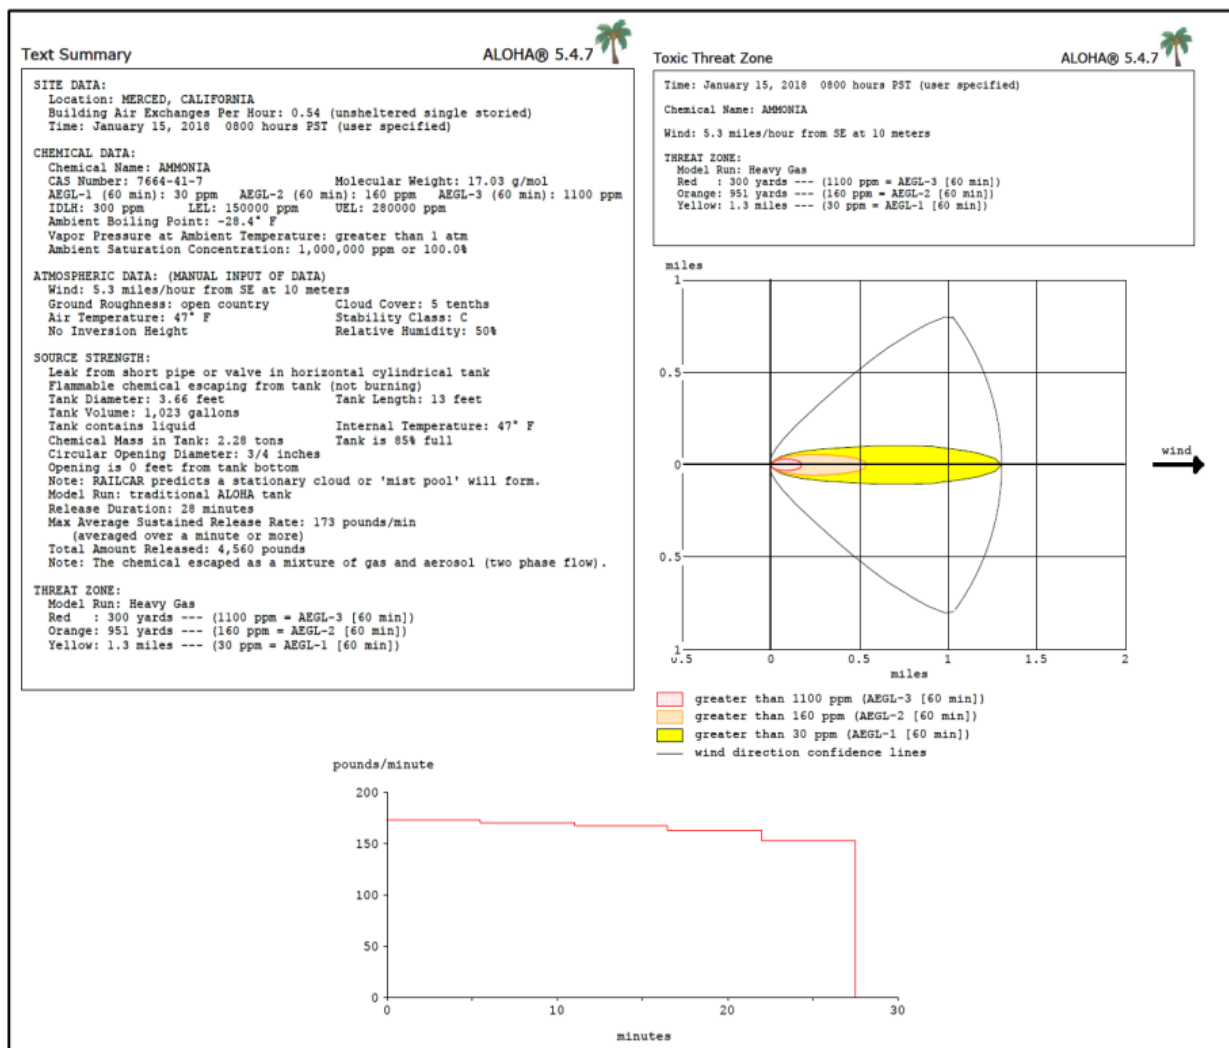 Text Summary ALOHA® 5.4.7
SITE DATA:
Location: MERCED, CALIFORNIA
Building Air Exchanges Per Hour: 0.54 (unsheltered single storied)
Time: January 15, 2018 0800 hours PST (user specified)
CHEMICAL DATA:
Chemical Name: AMMONIA
CAS Number: 7664-41-7 Molecular Weight: 17.03 g/mol
AEGL-1 (60 min): 30 ppm AEGL-2 (60 min): 160 ppm AEGL-3 (60 min): 1100 ppm
IDLH: 300 ppm LEL: 150000 ppm UEL: 280000 ppm
Ambient Boiling Point: -28.4° F
Vapor Pressure at Ambient Temperature: greater than 1 atm
Ambient Saturation Concentration: 1,000,000 ppm or 100.0%
ATMOSPHERIC DATA: (MANUAL INPUT OF DATA)
Wind: 5.3 miles/hour from SE at 10 meters
Ground Roughness: open country Cloud Cover: 5 tenths
Air Temperature: 47° F Stability Class: C
No Inversion Height Relative Humidity: 50%
SOURCE STRENGTH:
Leak from short pipe or valve in horizontal cylindrical tank
Flammable chemical escaping from tank (not burning)
Tank Diameter: 3.66 feet Tank Length: 13 feet
Tank Volume: 1,023 gallons
Tank contains liquid Internal Temperature: 47° F
Chemical Mass in Tank: 2.28 tons Tank is 85% full
Circular Opening Diameter: 3/4 inches
Opening is 0 feet from tank bottom
Note: RAILCAR predicts a stationary cloud or 'mist pool' will form.
Model Run: traditional ALOHA tank
Release Duration: 28 minutes
Max Average Sustained Release Rate: 173 pounds/min
(averaged over a minute or more)
Total Amount Released: 4,560 pounds
Note: The chemical escaped as a mixture of gas and aerosol (two phase flow).
THREAT ZONE:
Model Run: Heavy Gas
Red : 300 yards --- (1100 ppm = AEGL-3 [60 min])
Orange: 951 yards --- (160 ppm = AEGL-2 [60 min])
Yellow: 1.3 miles --- (30 ppm = AEGL-1 [60 min])
Toxic Threat Zone ALOHA® 5.4.7
Time: January 15, 2018 0800 hours PST (user specified)
Chemical Name: AMMONIA
Wind: 5.3 miles/hour from SE at 10 meters
THREAT ZONE:
Model Run: Heavy Gas
Red : 300 yards --- (1100 ppm = AEGL-3 [60 min])
Orange: 951 yards --- (160 ppm = AEGL-2 [60 min])
Yellow: 1.3 miles --- (30 ppm = AEGL-1 [60 min])
miles
1
0.5
0
0.5
1
wind
0.5 0 0.5 1 1.5 2
miles
greater than 1100 ppm (AEGL-3 [60 min])
greater than 160 ppm (AEGL-2 [60 min])
greater than 30 ppm (AEGL-1 [60 min])
wind direction confidence lines
pounds/minute
200
150
100
50
0
0 10 20 30
minutes